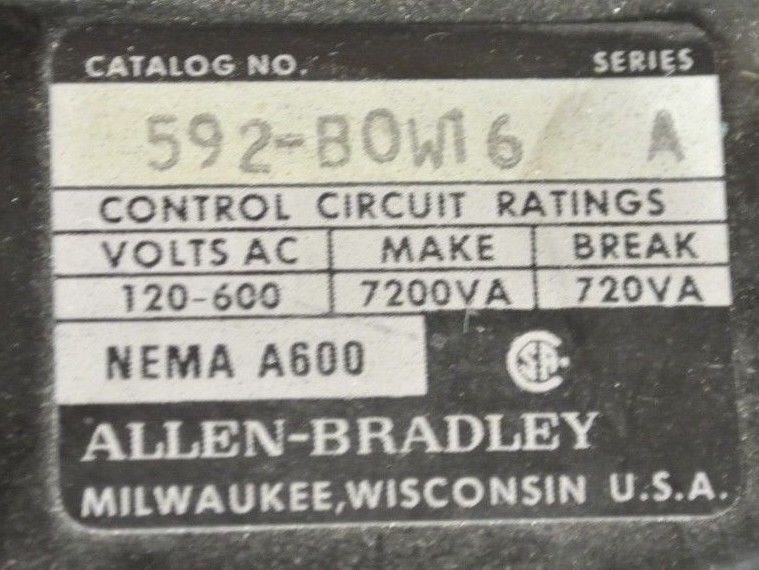 CATALOG NO. SERIES
592-BOW16 A
CONTROL CIRCUIT RATINGS
VOLTS AC MAKE BREAK
120-600 7200VA 720VA
NEMA A600 SA
ALLEN-BRADLEY
MILWAUKEE, WISCONSIN U.S.A.